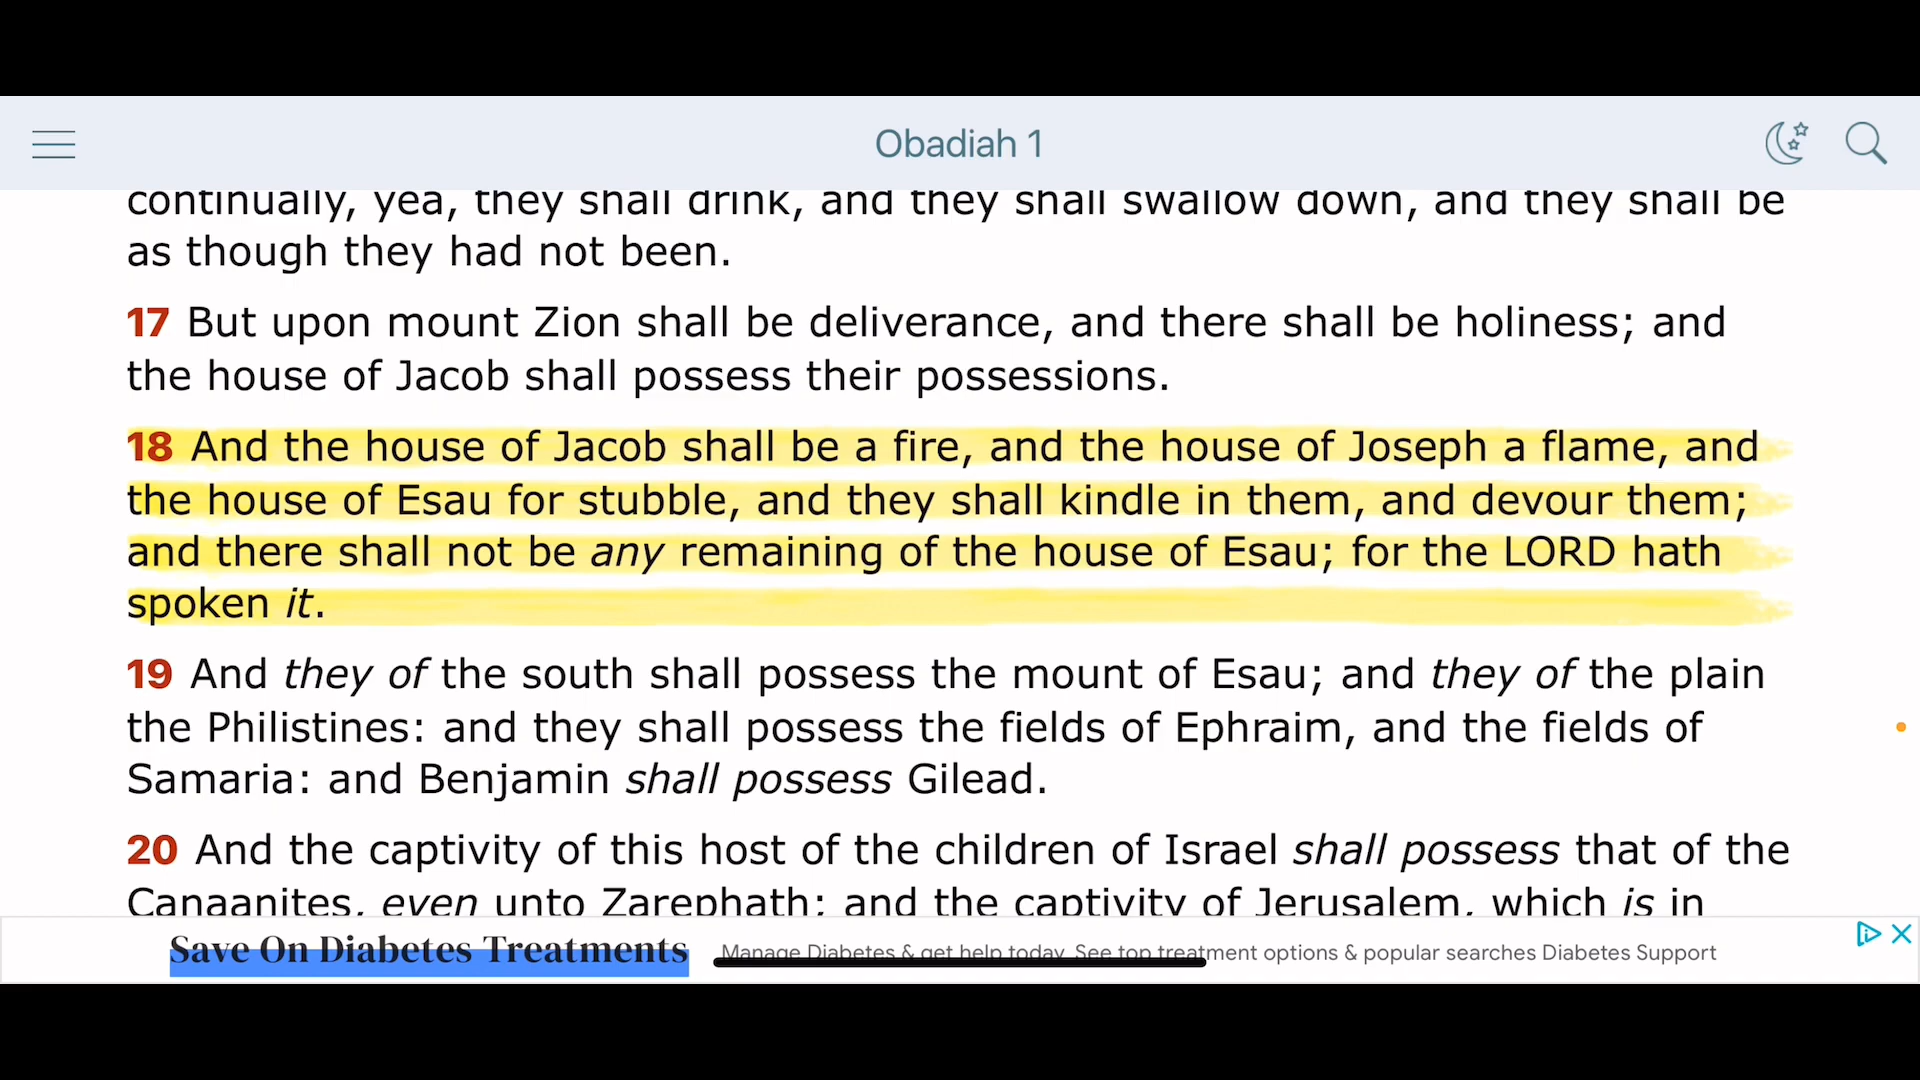 Obadiah 1
continually, yea, they shall drink, and they shall swallow down, and they shall be
as though they had not been.
17 But upon mount Zion shall be deliverance, and there shall be holiness; and
the house of Jacob shall possess their possessions.
18 And the house of Jacob shall be a fire, and the house of Joseph a flame, and
the house of Esau for stubble, and they shall kindle in them, and devour them;
and there shall not be any remaining of the house of Esau; for the LORD hath
spoken it.
19 And they of the south shall possess the mount of Esau; and they of the plain
the Philistines: and they shall possess the fields of Ephraim, and the fields of
Samaria: and Benjamin shall possess Gilead.
20 And the captivity of this host of the children of Israel shall possess that of the
Canaanites, even unto Zarephath; and the captivity of Jerusalem, which is in
Save On Diabetes Treatments
Manage Diabetes & get help today. See top treatment options & popular searches Diabetes Support